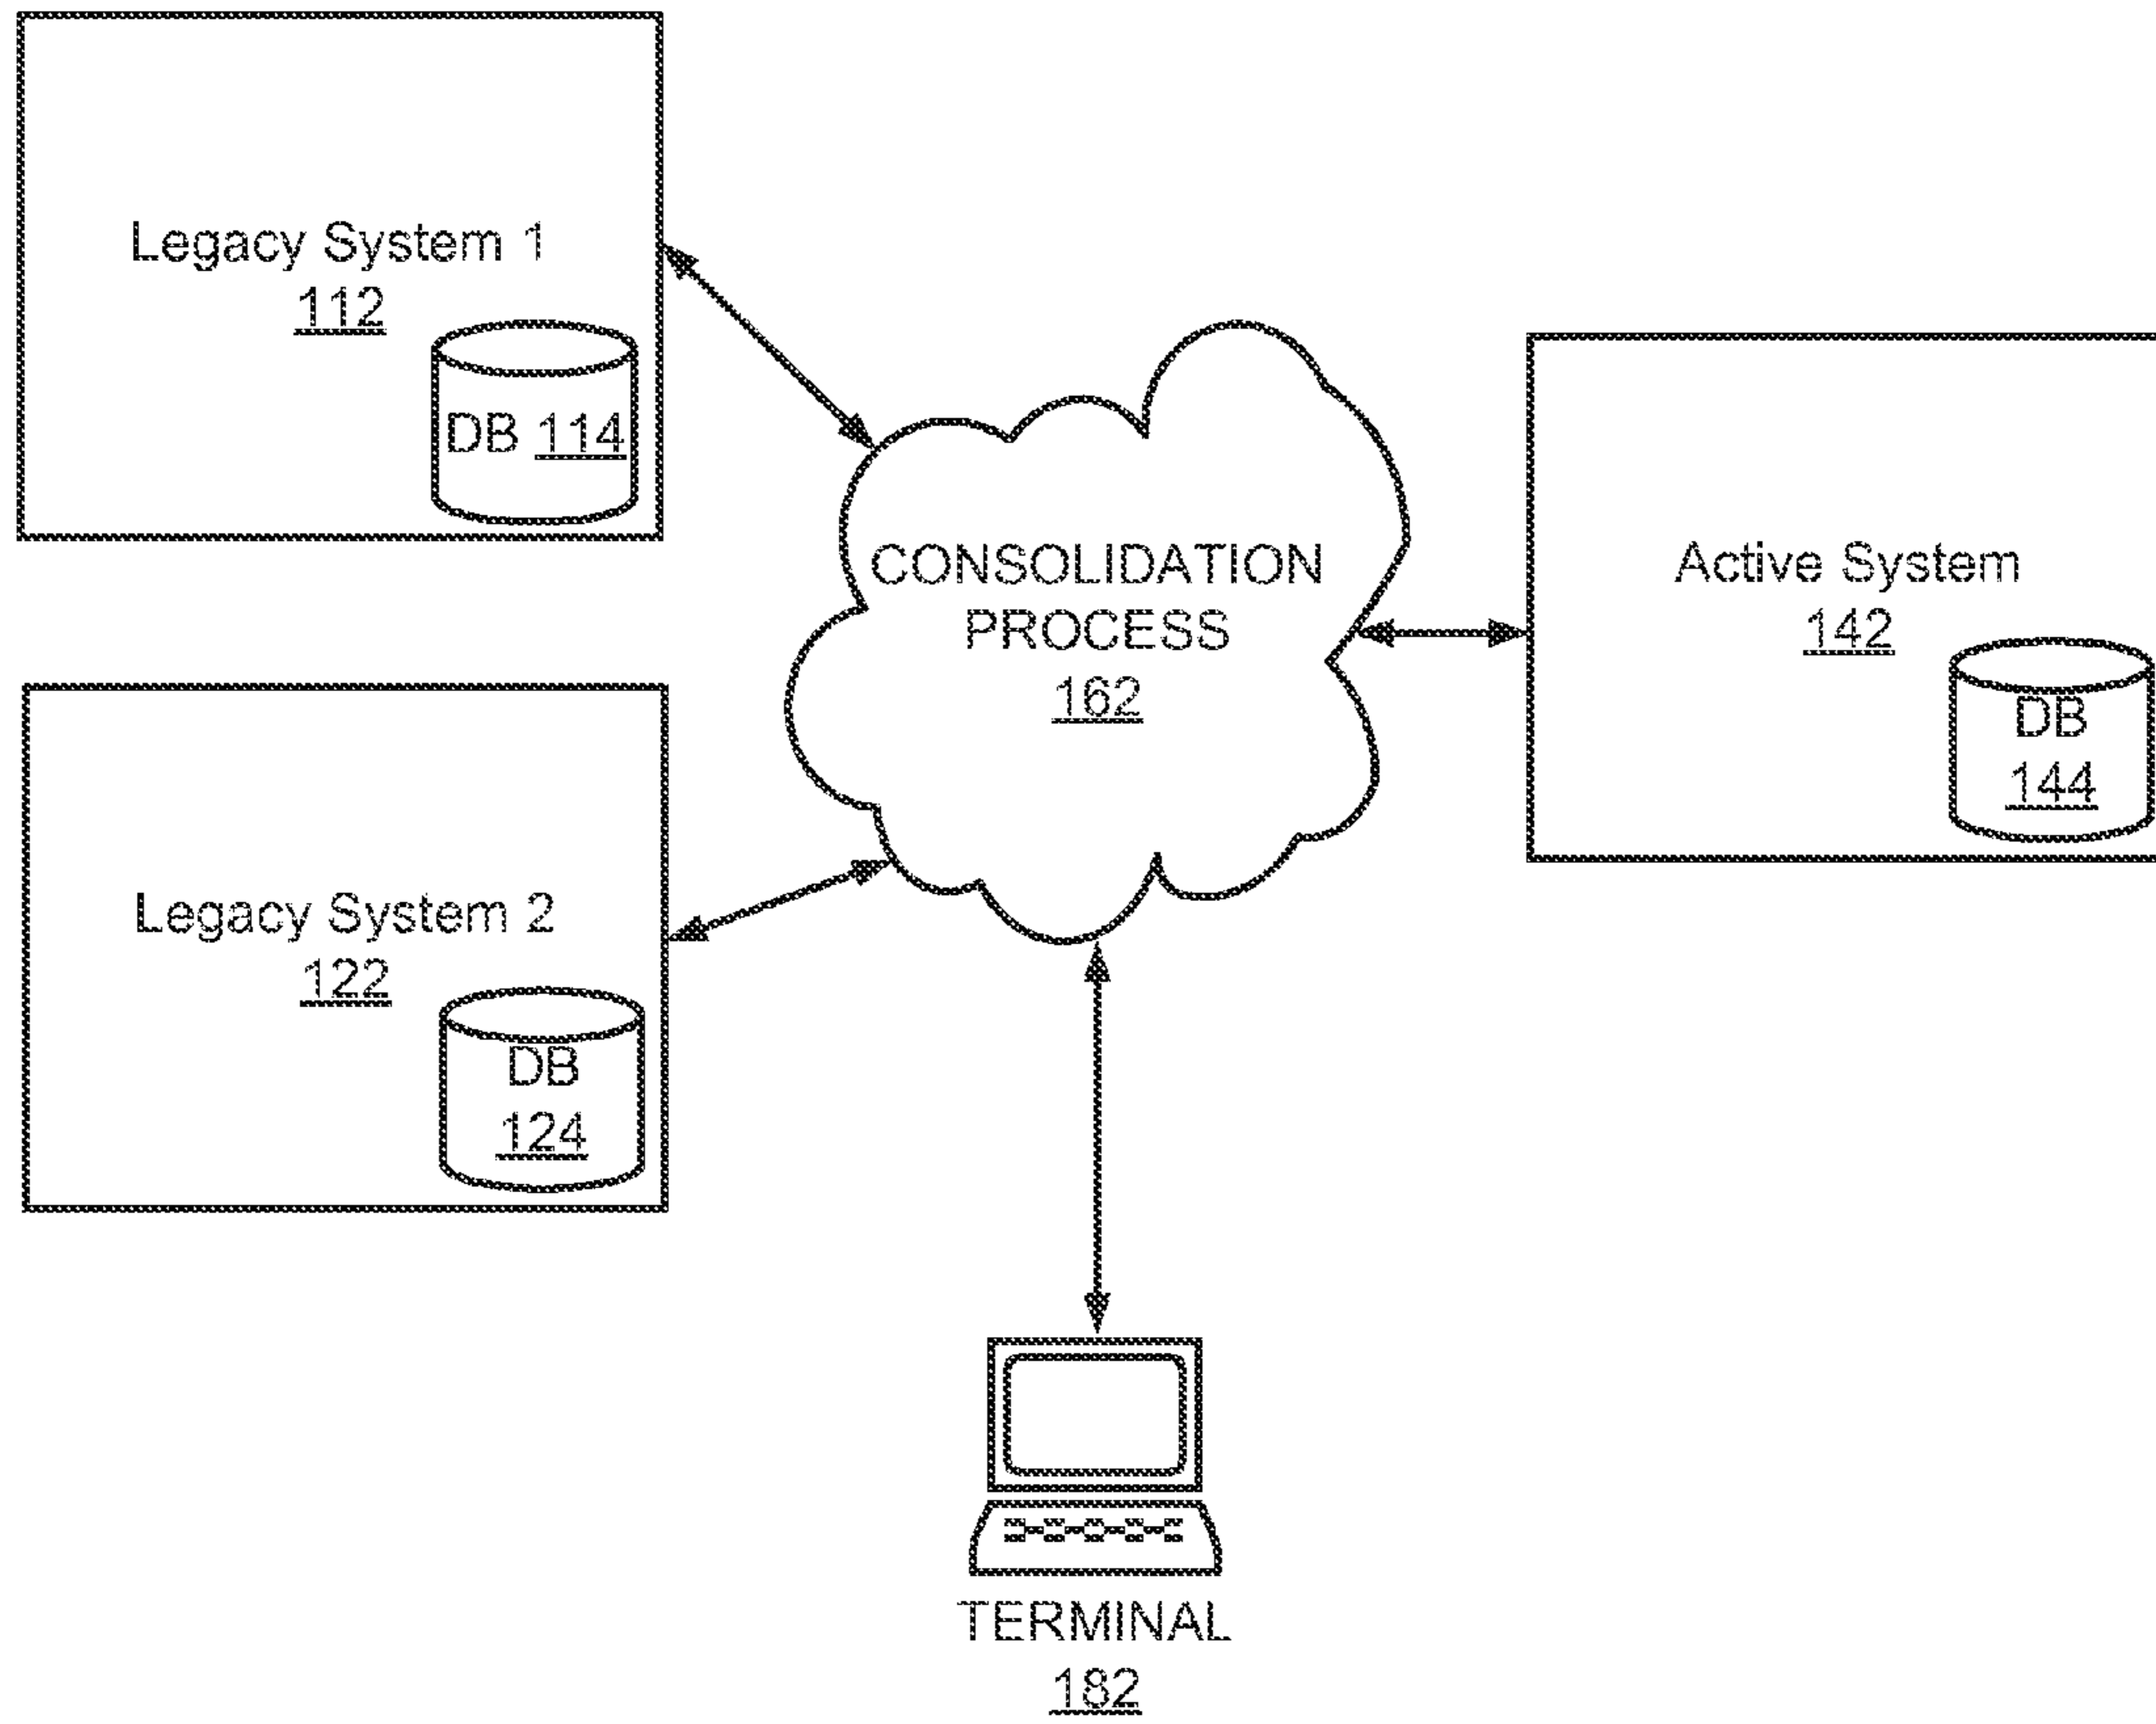 Legacy System 1
112
DB 114
CONSOLIDATION
PROCESS
162
Active System
142
DB
144
Legacy System 2
122
DB
124
TERMINAL
182